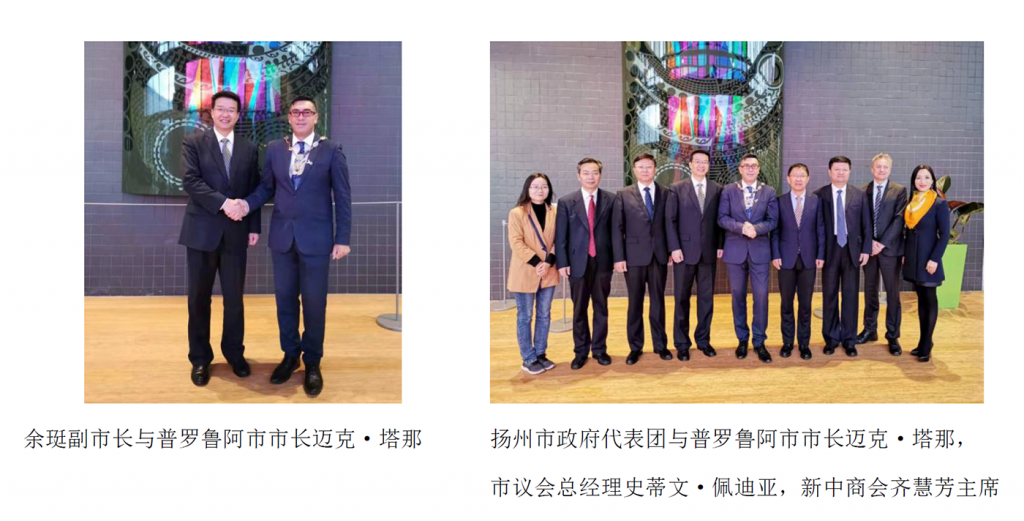 余珽副市长与普罗鲁阿市市长迈克·塔那
扬州市政府代表团与普罗鲁阿市市长迈克·塔那，
市议会总经理史蒂文·佩迪亚，新中商会齐慧芳主席